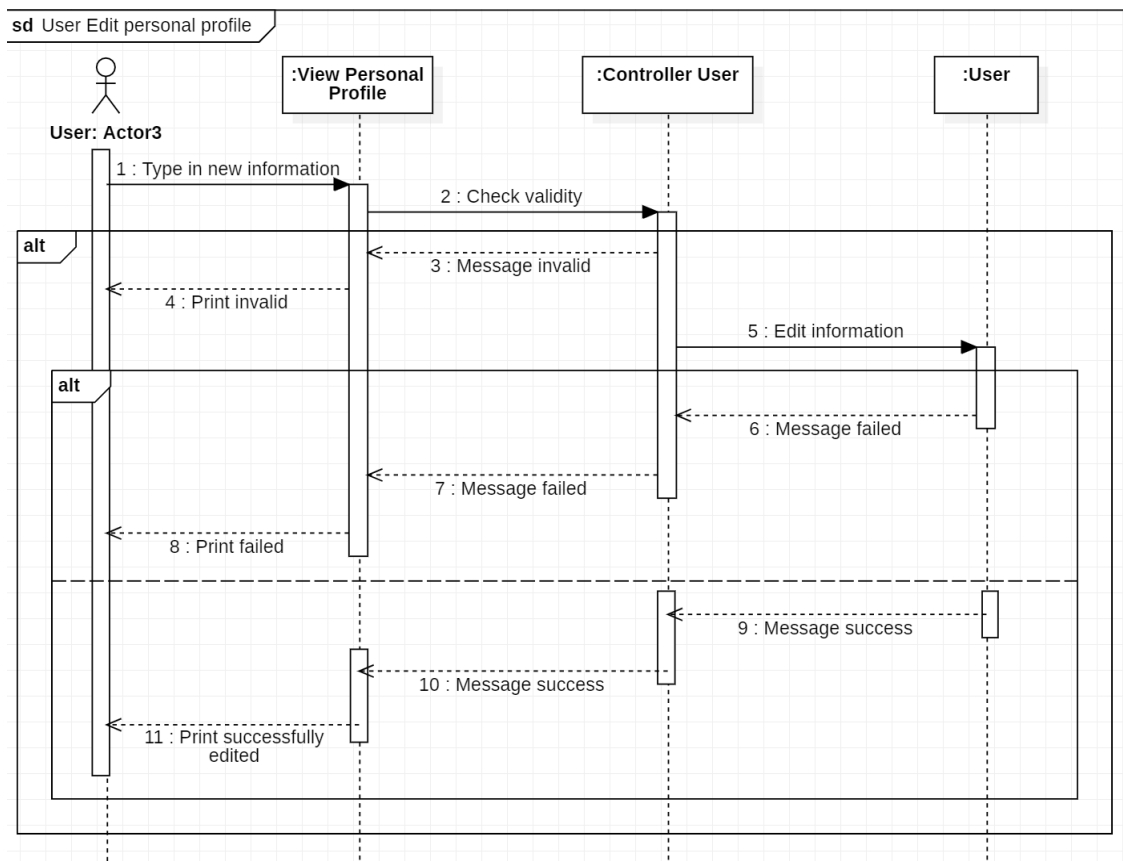 sd User Edit personal profile
:View Personal
Profile
:Controller User
:User
User: Actor3
1 : Type in new information
2 : Check validity
alt
3 : Message invalid
4 : Print invalid
5 : Edit information
alt
6 : Message failed
7 : Message failed
8 : Print failed
9 : Message success
10 : Message success
11 : Print successfully
edited